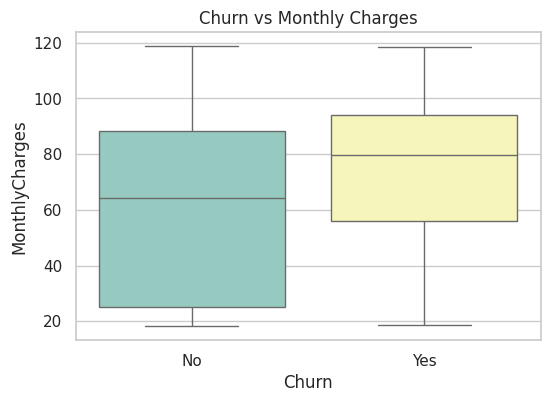 Churn vs Monthly Charges
MonthlyCharges
120
100
80
60
40
20
No
Yes
Churn